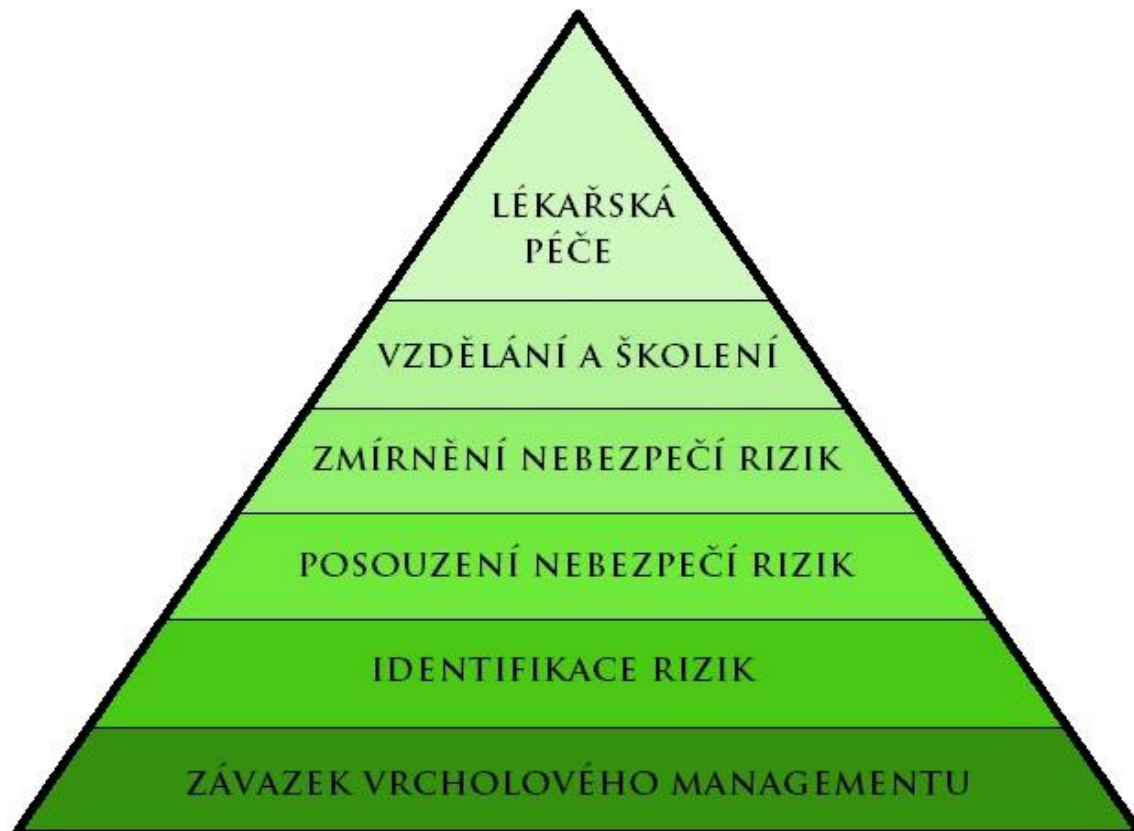 LÉKAŘSKÁ
PÉČE
VZDĚLÁNÍ A ŠKOLENÍ
ZMÍRNĚNÍ NEBEZPEČÍ RIZIK
POSOUZENÍ NEBEZPEČÍ RIZIK
IDENTIFIKACE RIZIK
ZÁVAZEK VRCHOLOVÉHO MANAGEMENTU